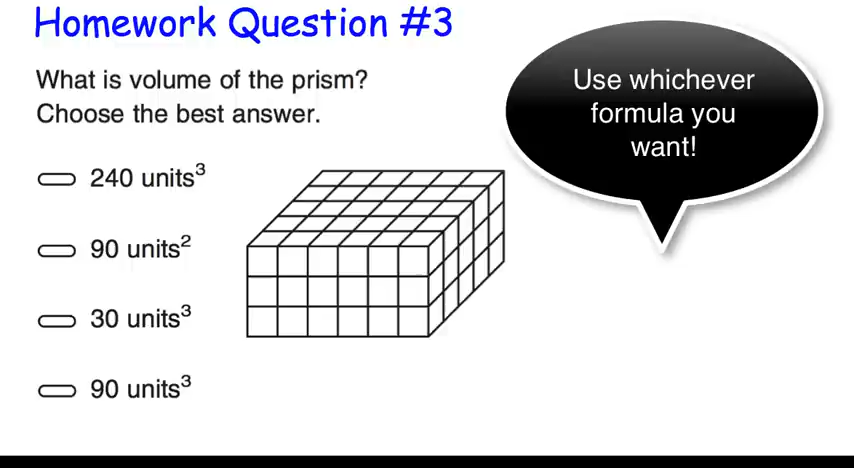 Homework Question #3
What is volume of the prism?
Choose the best answer.
240 units³
90 units²
30 units³
90 units³
Use whichever
formula you
want!